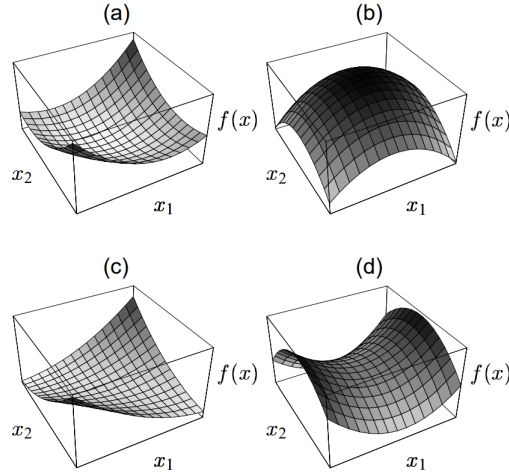 (a)
(b)
f(x)
f(x)
x₂
x₁
x₂
x₁
(c)
(d)
f(x)
f(x)
x₂
x₁
x₂
x₁